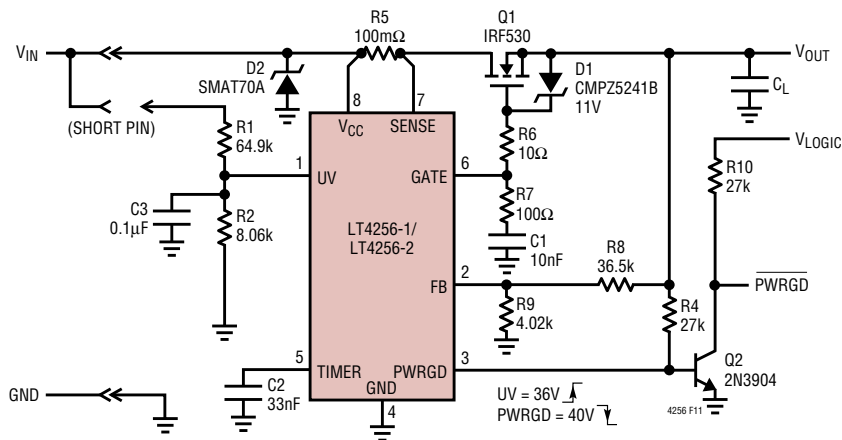 R5
100mΩ
Q1
IRF530
VIN
VOUT
D2
SMAT70A
D1
CMPZ5241B
11V
CL
8
7
(SHORT PIN)
VCC
SENSE
R1
64.9k
R6
10Ω
VLOGIC
1
UV
GATE
6
R10
27k
R7
100Ω
C3
0.1µF
R2
8.06k
LT4256-1/
LT4256-2
C1
10nF
R8
36.5k
FB
2
PWRGD
R9
4.02k
R4
27k
5
TIMER
PWRGD
3
Q2
2N3904
C2
33nF
GND
4
GND
UV = 36V
PWRGD = 40V
4256 F11